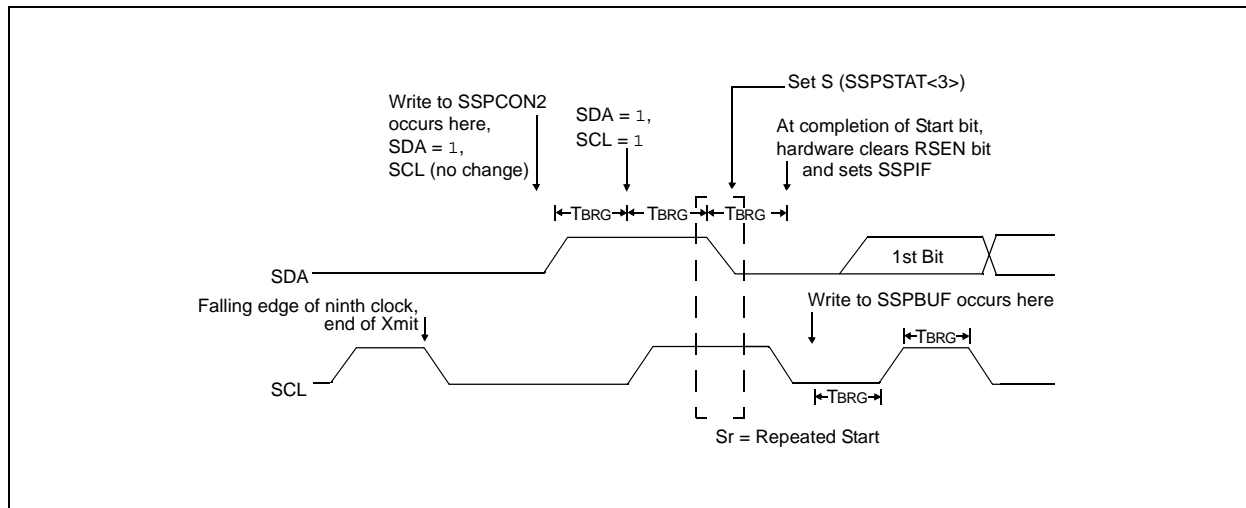 Set S (SSPSTAT<3>)
Write to SSPCON2
occurs here,
SDA = 1,
SCL (no change)
SDA = 1,
SCL = 1
At completion of Start bit,
hardware clears RSEN bit
and sets SSPIF
TBRG
TBRG
TBRG
SDA
1st Bit
Falling edge of ninth clock,
end of Xmit
Write to SSPBUF occurs here
TBRG
SCL
TBRG
Sr = Repeated Start